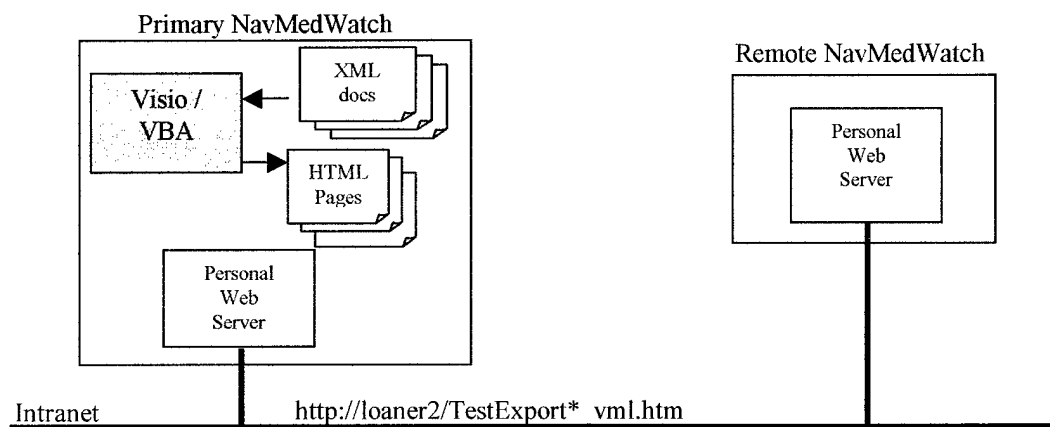 Primary NavMedWatch
XML
docs
Visio /
VBA
HTML
Pages
Personal
Web
Server
Remote NavMedWatch
Personal
Web
Server
Intranet
http://loaner2/TestExport*_vml.htm